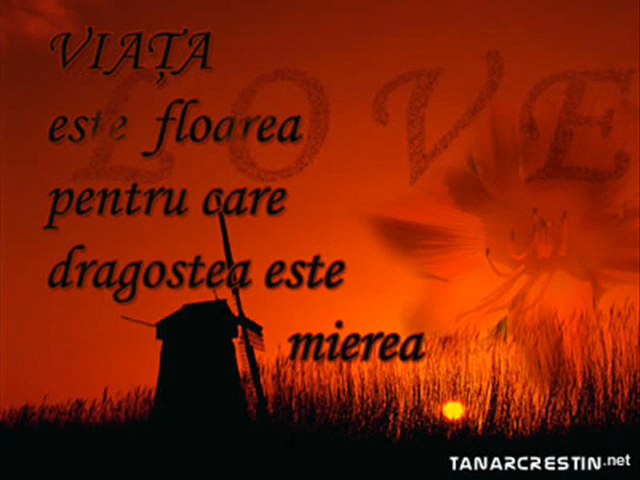 VIAȚA
LOVE
este floarea
pentru care
dragostea este
mierea
TANARCRESTIN.net